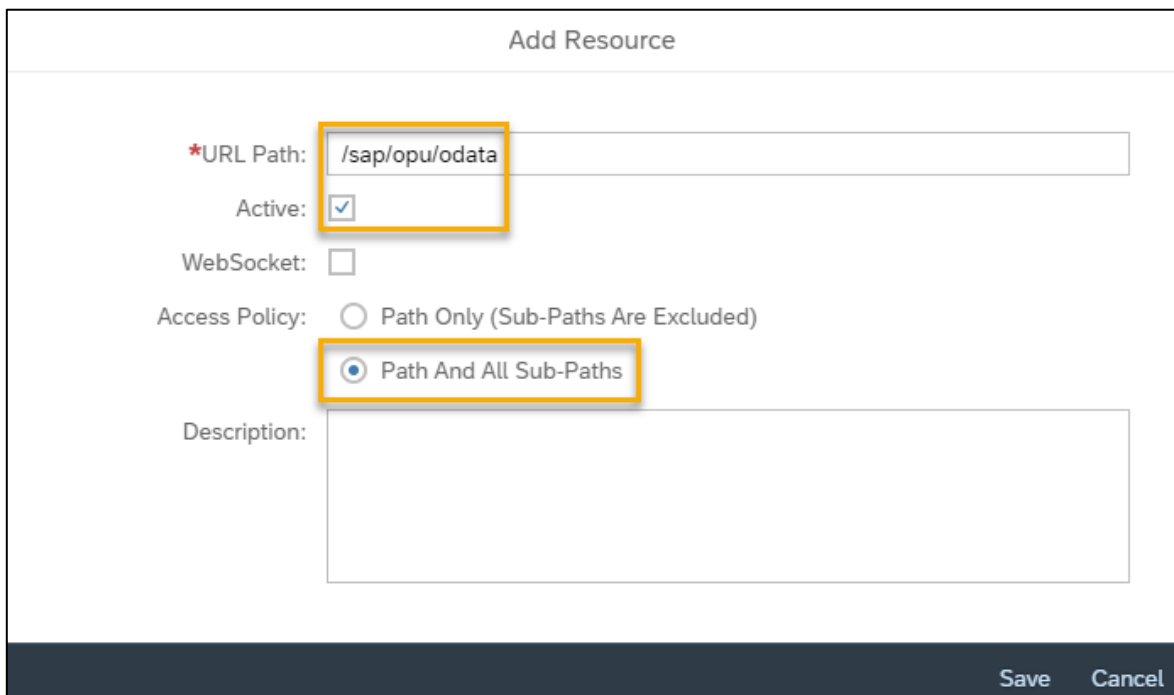 Add Resource
*URL Path: /sap/opu/odata
Active:
WebSocket:
Access Policy: Path Only (Sub-Paths Are Excluded)
Path And All Sub-Paths
Description:
Save Cancel